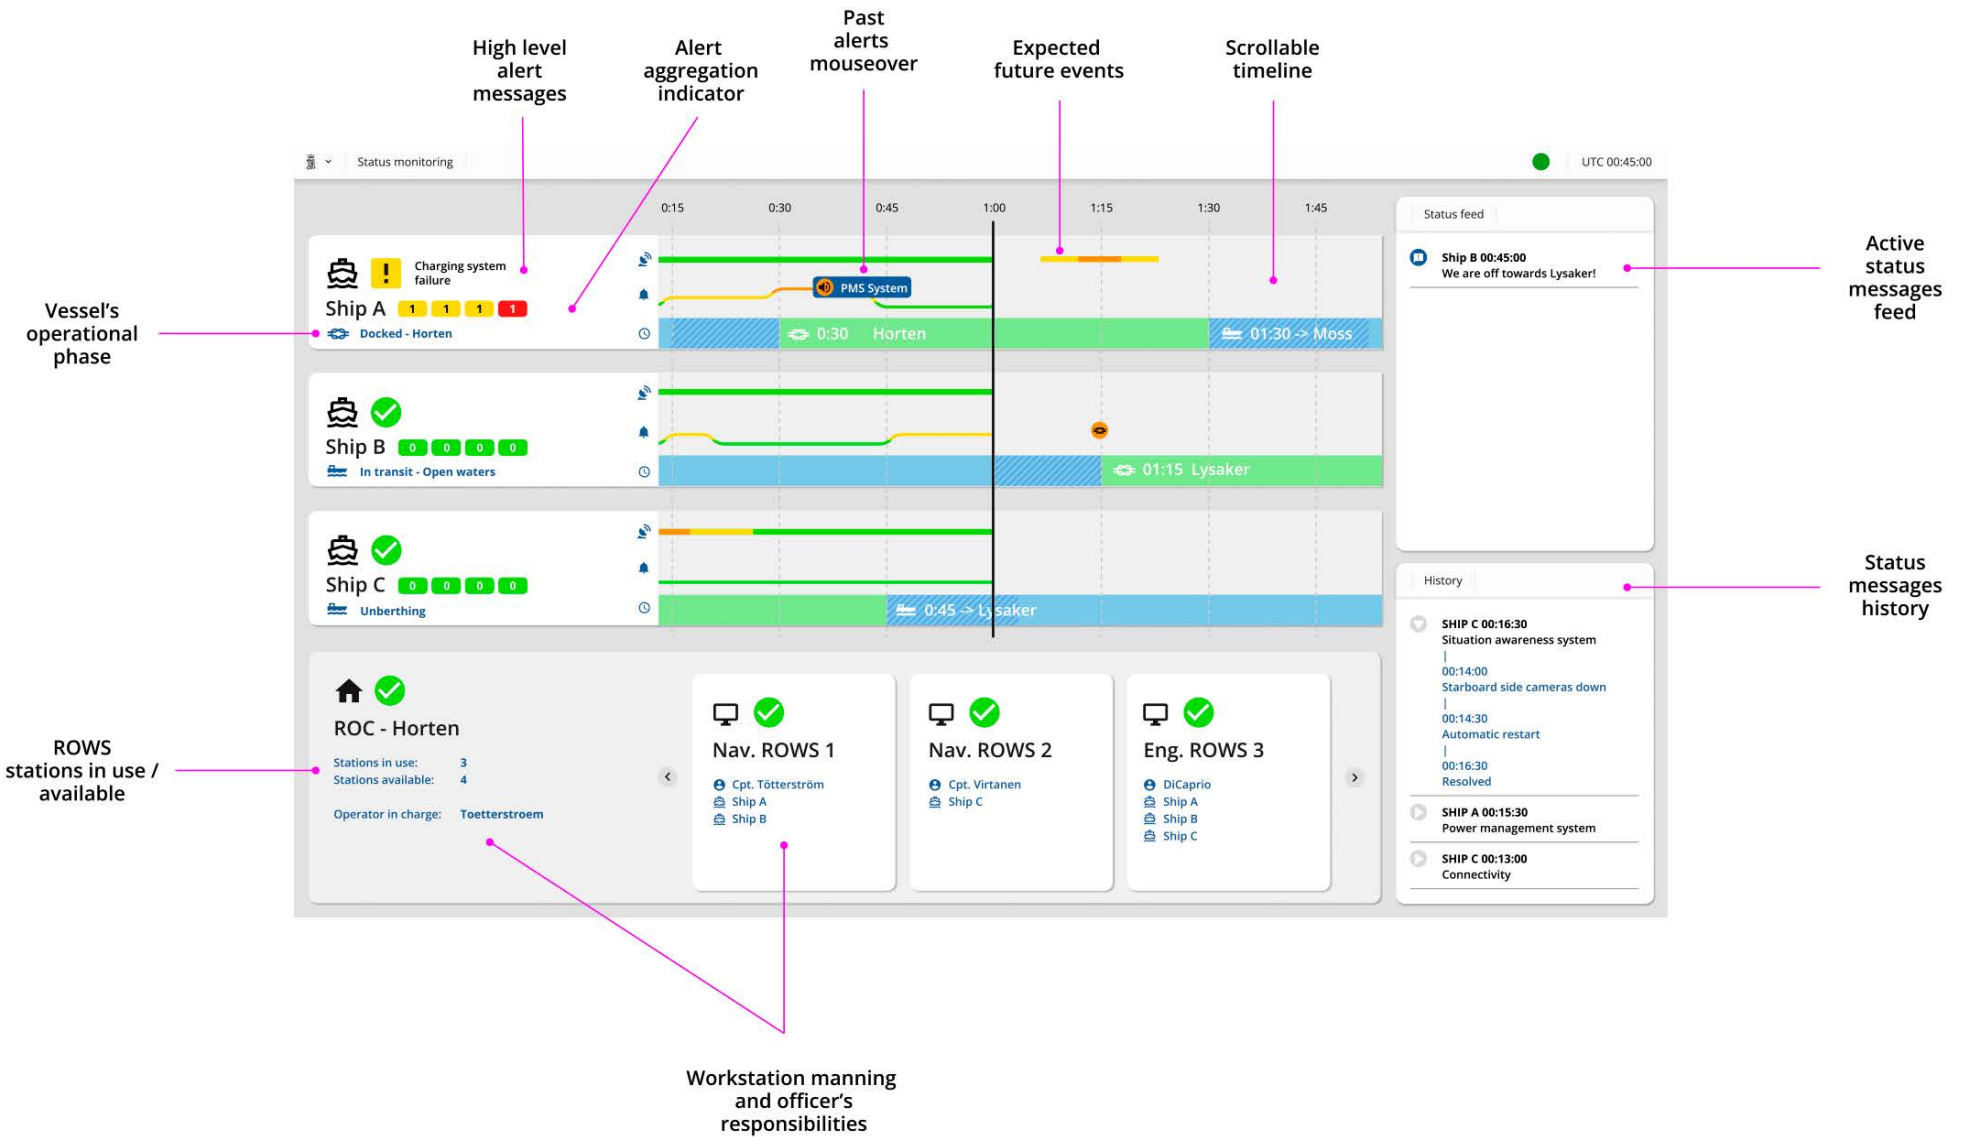 Past
alerts
mouseover
High level
alert
messages
Alert
aggregation
indicator
Expected
future events
Scrollable
timeline
Status monitoring
UTC 00:45:00
0:15
0:30
0:45
1:00
1:15
1:30
1:45
Charging system
failure
Ship A
1 1 1 1
Docked - Horten
PMS System
0:30 Horten
01:30 -> Moss
Vessel's
operational
phase
Ship B
0 0 0 0
In transit - Open waters
01:15 Lysaker
Ship C
0 0 0 0
Unberthing
0:45 -> Lysaker
Status feed
Ship B 00:45:00
We are off towards Lysaker!
Active
status
messages
feed
History
SHIP C 00:16:30
Situation awareness system
|
00:14:00
Starboard side cameras down
|
00:14:30
Automatic restart
|
00:16:30
Resolved
SHIP A 00:15:30
Power management system
SHIP C 00:13:00
Connectivity
Status
messages
history
ROWS
stations in use /
available
ROC - Horten
Stations in use: 3
Stations available: 4
Operator in charge: Toetterstroem
Nav. ROWS 1
Cpt. Tötterström
Ship A
Ship B
Nav. ROWS 2
Cpt. Virtanen
Ship C
Eng. ROWS 3
DiCaprio
Ship A
Ship B
Ship C
Workstation manning
and officer's
responsibilities